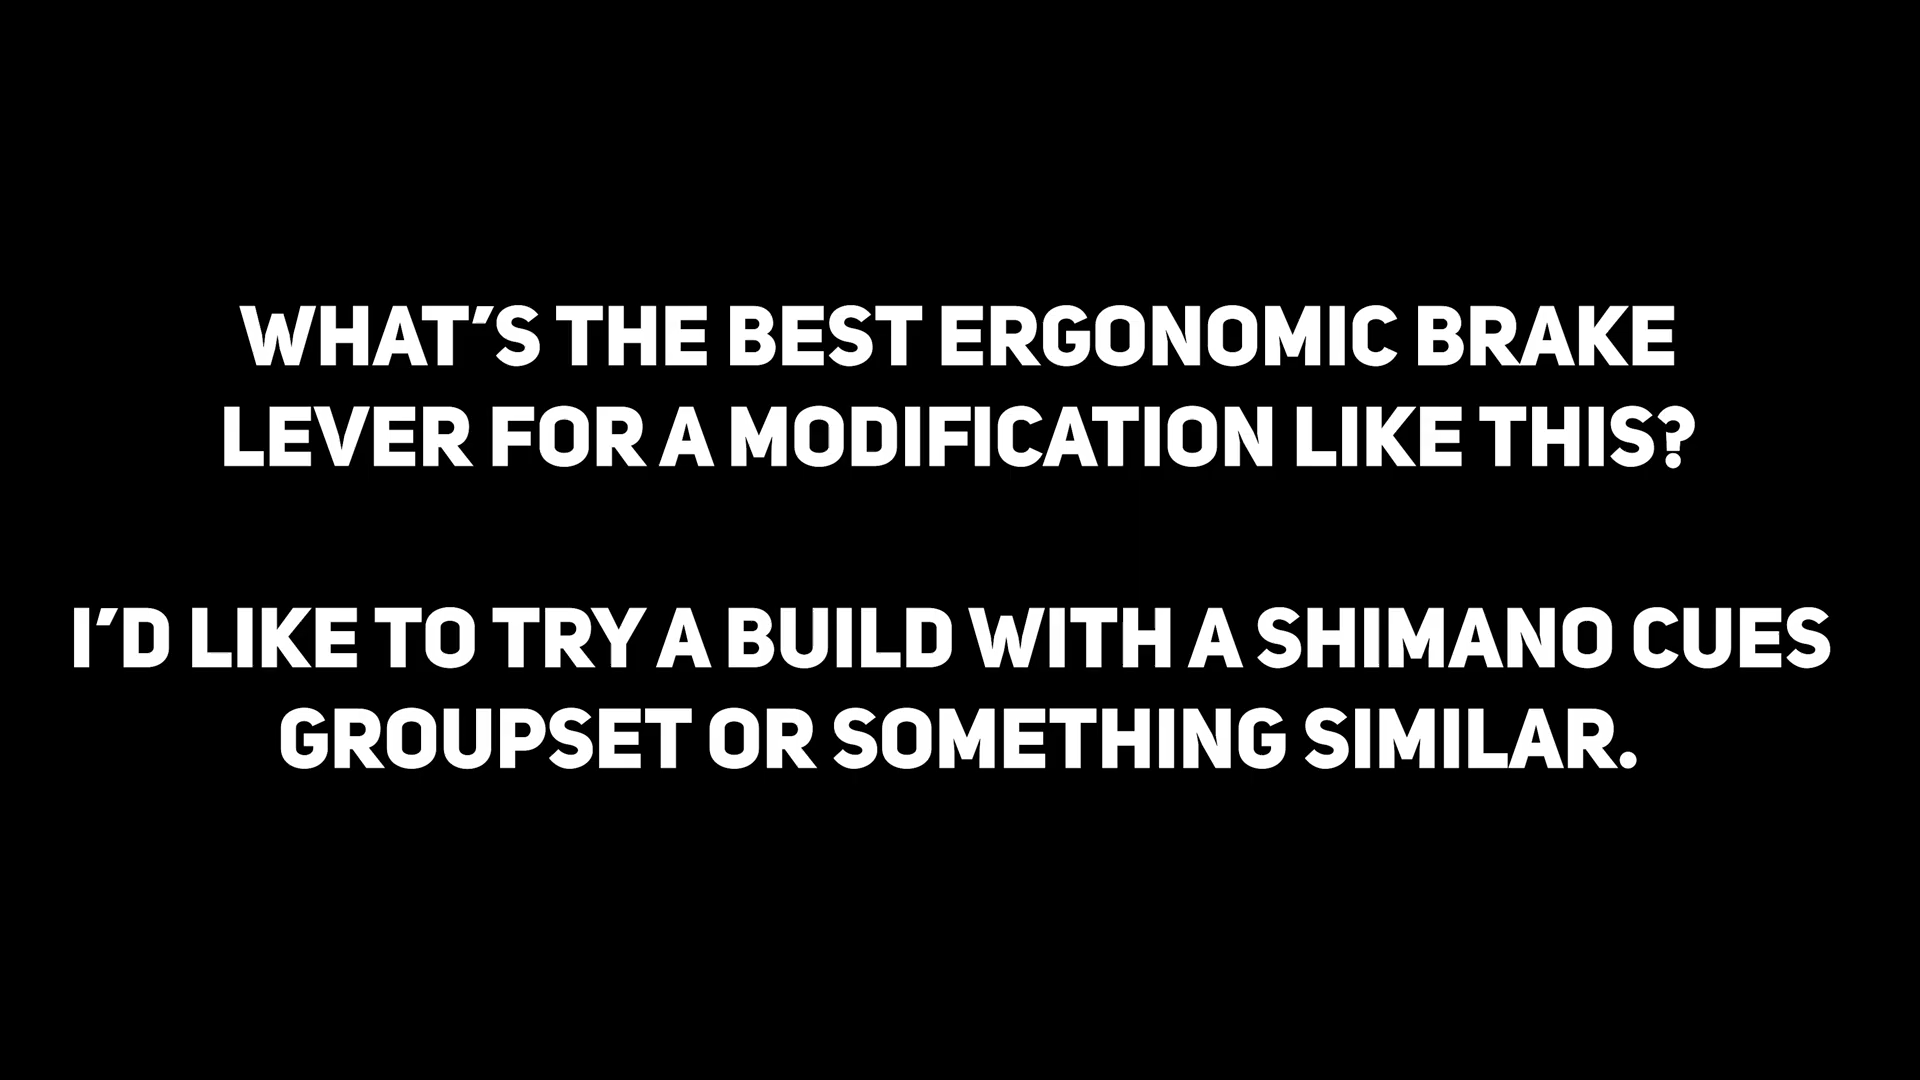 WHAT'S THE BEST ERGONOMIC BRAKE
LEVER FOR A MODIFICATION LIKE THIS?
I'D LIKE TO TRY A BUILD WITH A SHIMANO CUES
GROUPSET OR SOMETHING SIMILAR.